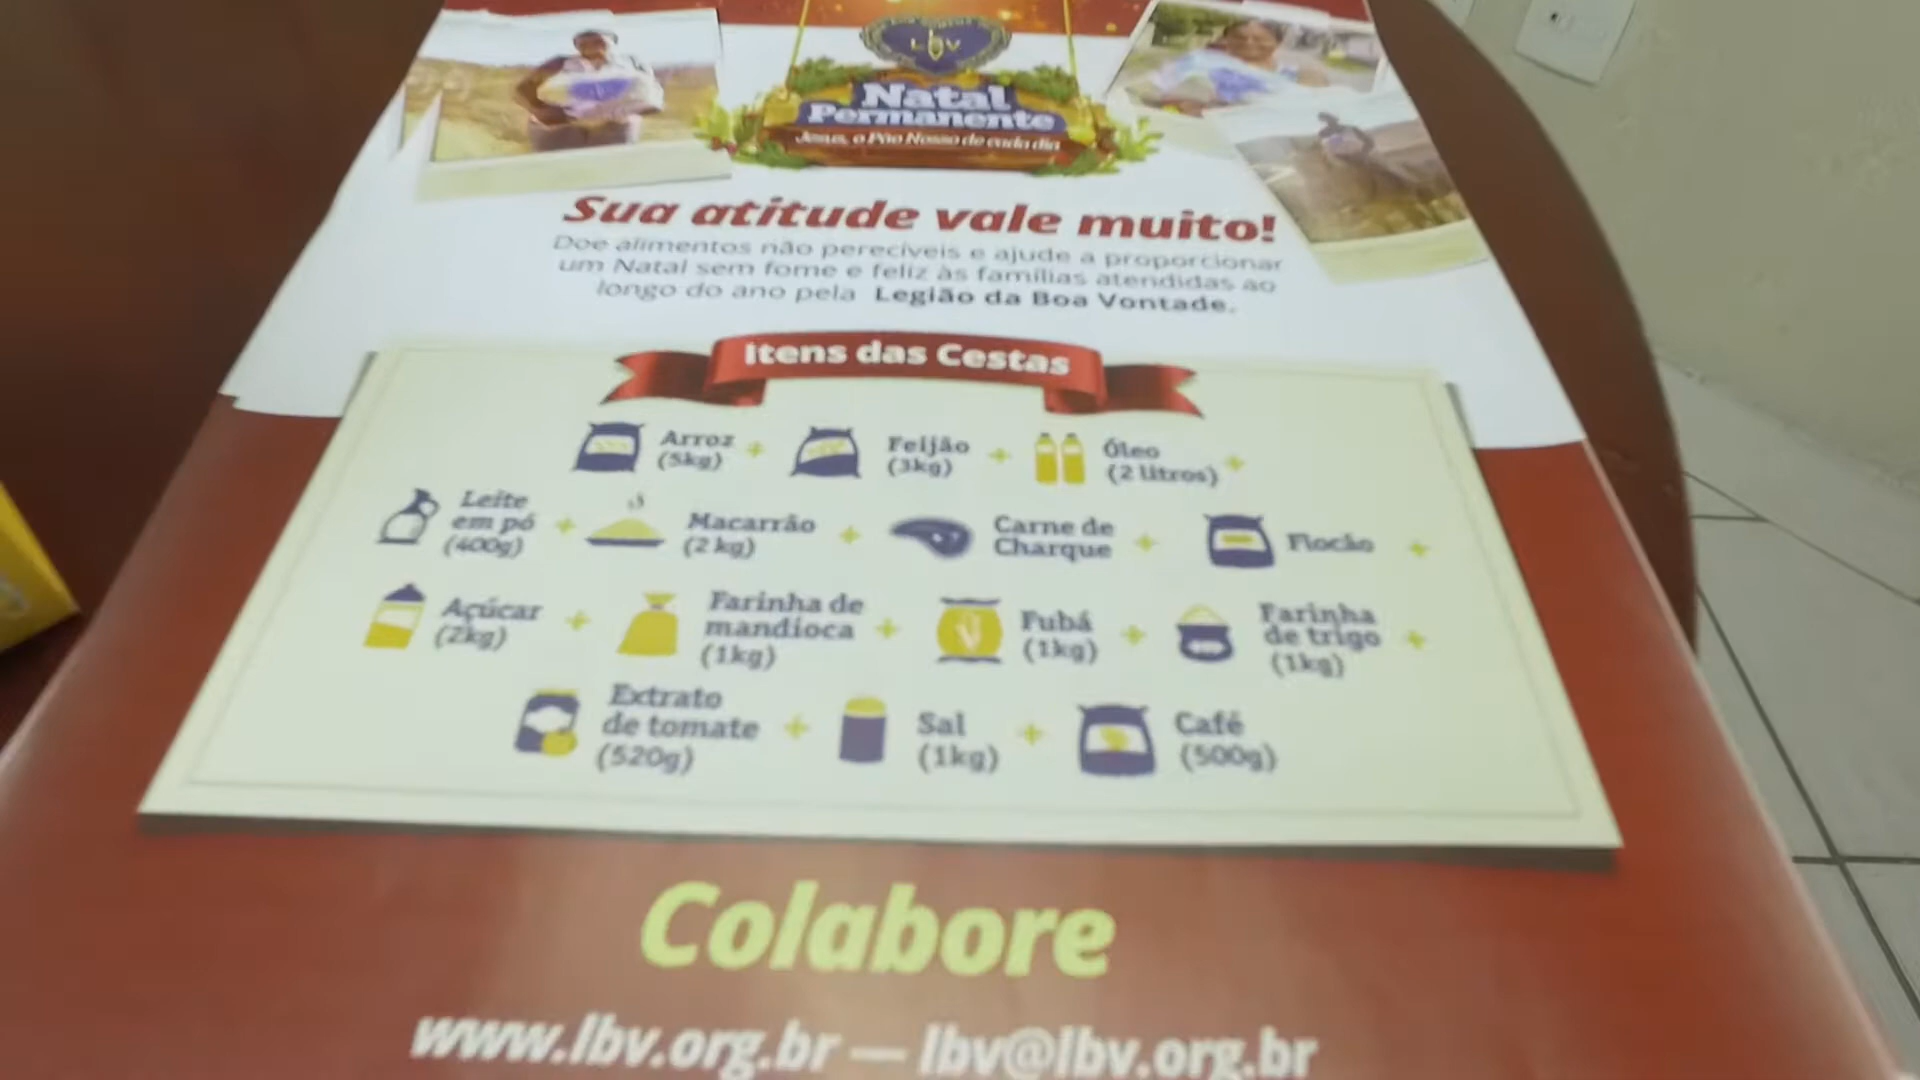 LBV
Natal
Permanente
Jesus, o Pão Nosso de cada dia
Sua atitude vale muito!
Doe alimentos não perecíveis e ajude a proporcionar
um Natal sem fome e feliz às famílias atendidas ao
longo do ano pela Legião da Boa Vontade.
Itens das Cestas
Arroz
(5kg)
+
Feijão
(3kg)
+
Óleo
(2 litros)
+
Leite
em pó
(400g)
+
Macarrão
(2 kg)
+
Carne de
Charque
+
Flocão
+
Açúcar
(2kg)
+
Farinha de
mandioca
(1kg)
+
Fubá
(1kg)
+
Farinha
de trigo
(1kg)
+
Extrato
de tomate
(520g)
+
Sal
(1kg)
+
Café
(500g)
Colabore
www.lbv.org.br — lbv@lbv.org.br